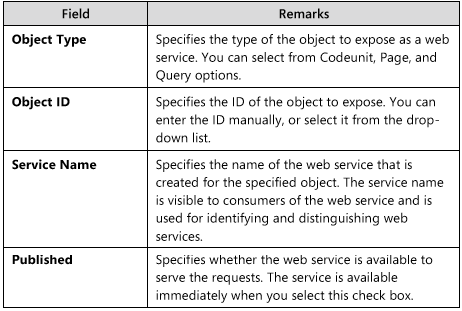 Field Remarks
Object Type Specifies the type of the object to expose as a web
service. You can select from Codeunit, Page, and
Query options.
Object ID Specifies the ID of the object to expose. You can
enter the ID manually, or select it from the drop-
down list.
Service Name Specifies the name of the web service that is
created for the specified object. The service name
is visible to consumers of the web service and is
used for identifying and distinguishing web
services.
Published Specifies whether the web service is available to
serve the requests. The service is available
immediately when you select this check box.